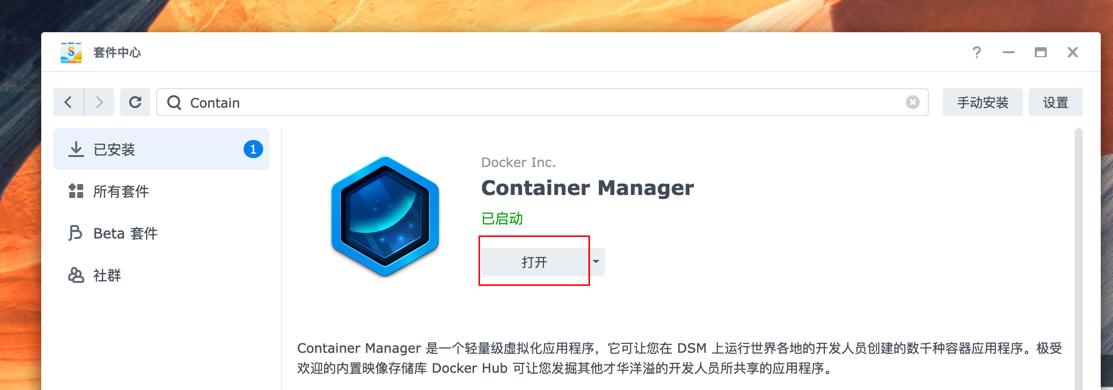 套件中心
Contain
手动安装
设置
已安装
1
所有套件
Beta 套件
社群
Docker Inc.
Container Manager
已启动
打开
Container Manager 是一个轻量级虚拟化应用程序，它可让您在 DSM 上运行世界各地的开发人员创建的数千种容器应用程序。极受
欢迎的内置映像存储库 Docker Hub 可让您发掘其他才华洋溢的开发人员所共享的应用程序。